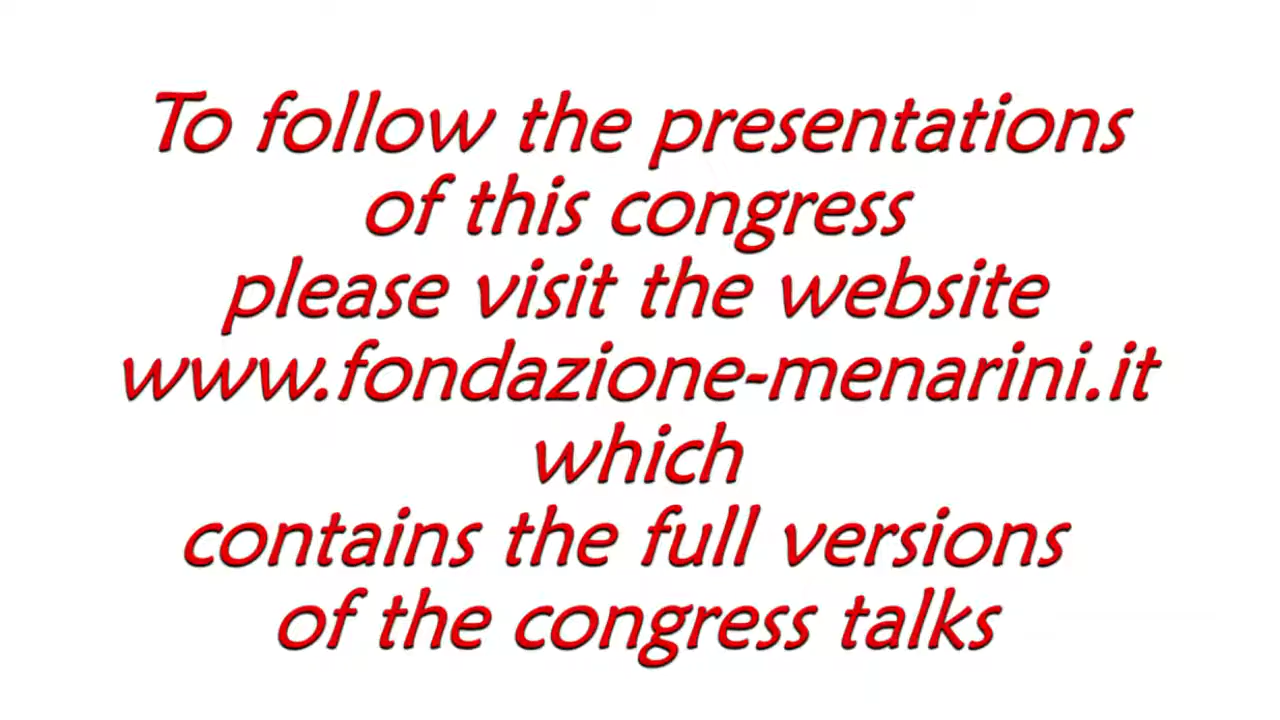 To follow the presentations
of this congress
please visit the website
www.fondazione-menarini.it
which
contains the full versions
of the congress talks